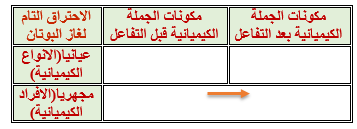 الاحتراق التام
لغاز البوتان
مكونات الجملة
الكيميائية قبل التفاعل
مكونات الجملة
الكيميائية بعد التفاعل
عيانيا(الانواع
الكيميائية)
مجهريا(الافراد
الكيميائية)